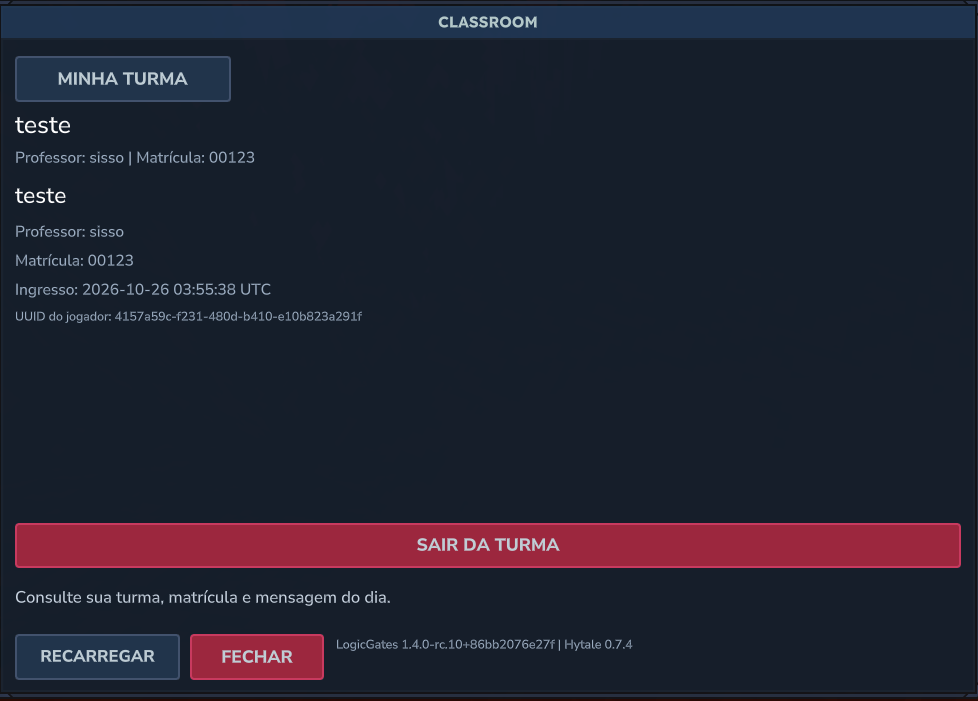 CLASSROOM
MINHA TURMA
teste
Professor: sisso | Matrícula: 00123
teste
Professor: sisso
Matrícula: 00123
Ingresso: 2026-10-26 03:55:38 UTC
UUID do jogador: 4157a59c-f231-480d-b410-e10b823a291f
SAIR DA TURMA
Consulte sua turma, matrícula e mensagem do dia.
RECARREGAR
FECHAR
LogicGates 1.4.0-rc.10+86bb2076e27f | Hytale 0.7.4